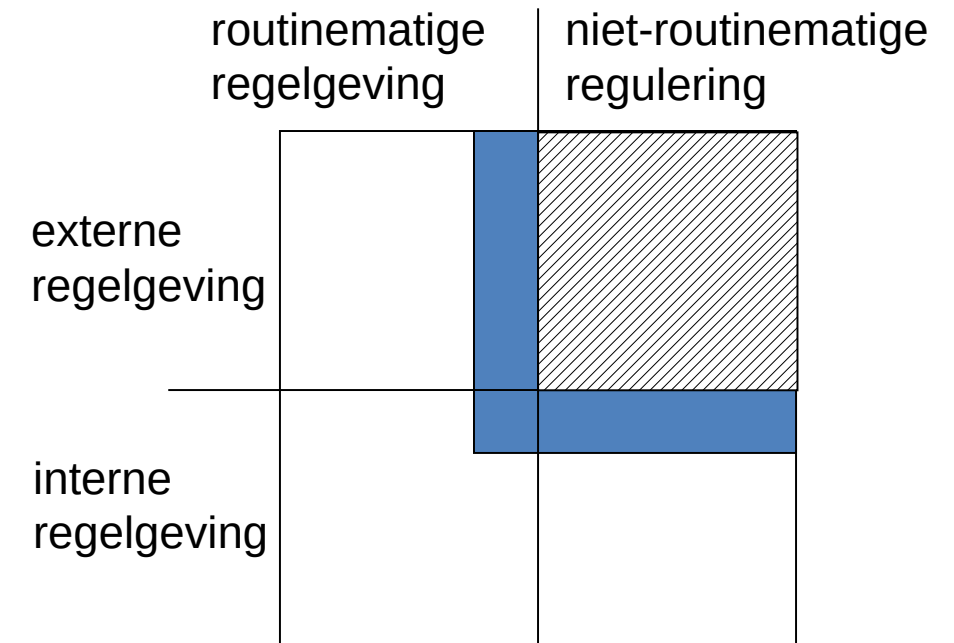 routinematige
regelgeving
niet-routinematige
regulering
externe
regelgeving
interne
regelgeving